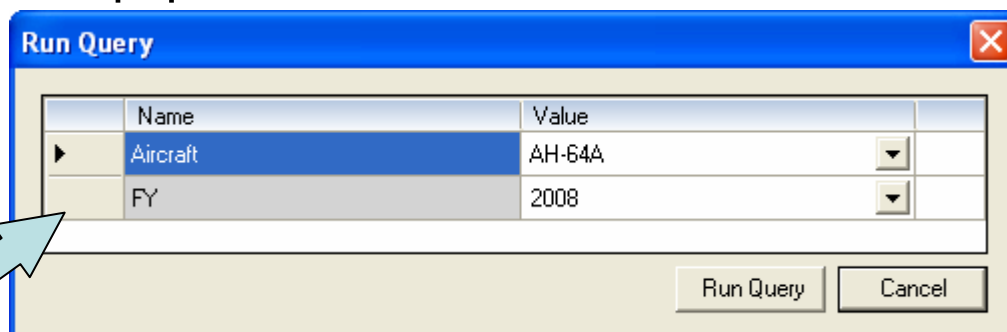 Run Query
Name Value
Aircraft AH-64A
FY 2008
Run Query Cancel